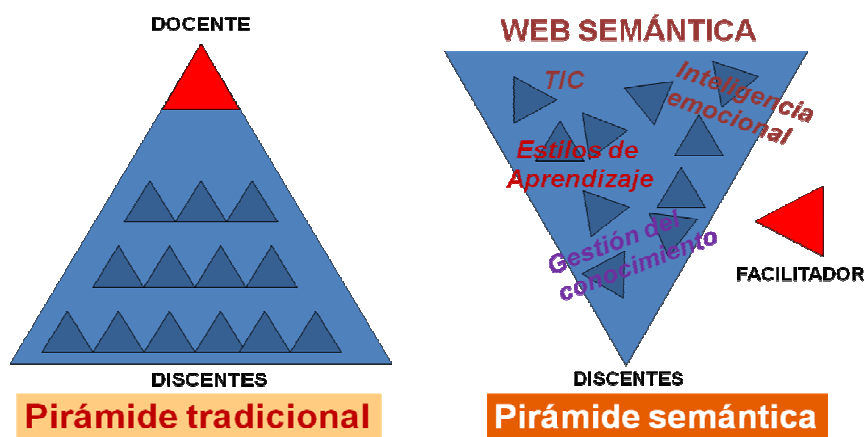 DOCENTE
DISCENTES
Pirámide tradicional
WEB SEMÁNTICA
TIC
Inteligencia
emocional
Estilos de
Aprendizaje
Gestión del
conocimiento
FACILITADOR
DISCENTES
Pirámide semántica